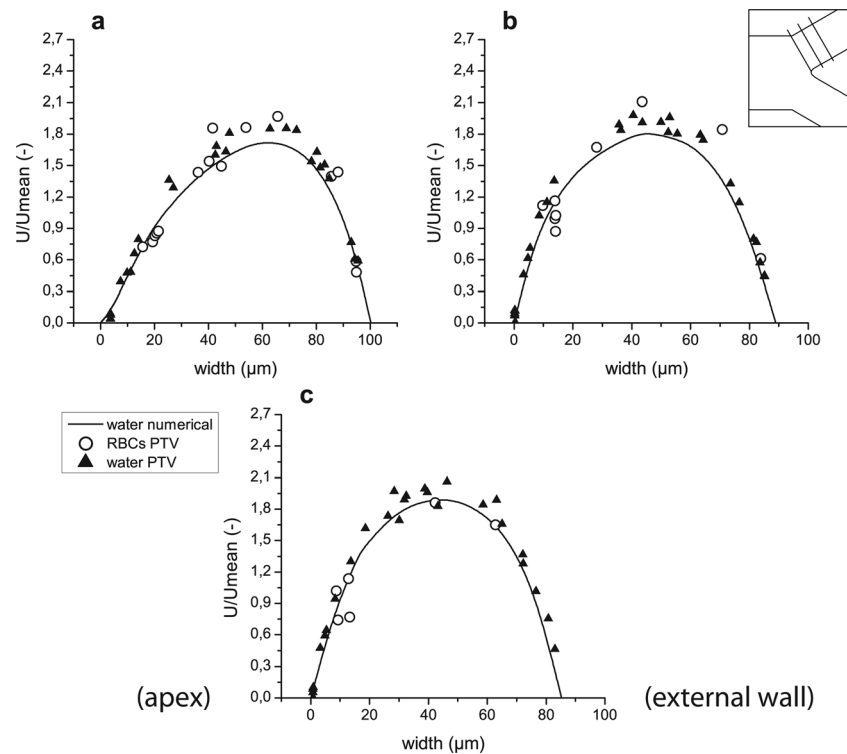 a
2,7
2,4
2,1
1,8
1,5
1,2
0,9
0,6
0,3
0,0
U/Umean (-)
0 20 40 60 80 100
width (µm)
b
2,7
2,4
2,1
1,8
1,5
1,2
0,9
0,6
0,3
0,0
U/Umean (-)
0 20 40 60 80 100
width (µm)
water numerical
RBCs PTV
water PTV
c
2,7
2,4
2,1
1,8
1,5
1,2
0,9
0,6
0,3
0,0
U/Umean (-)
0 20 40 60 80 100
width (µm)
(apex)
(external wall)